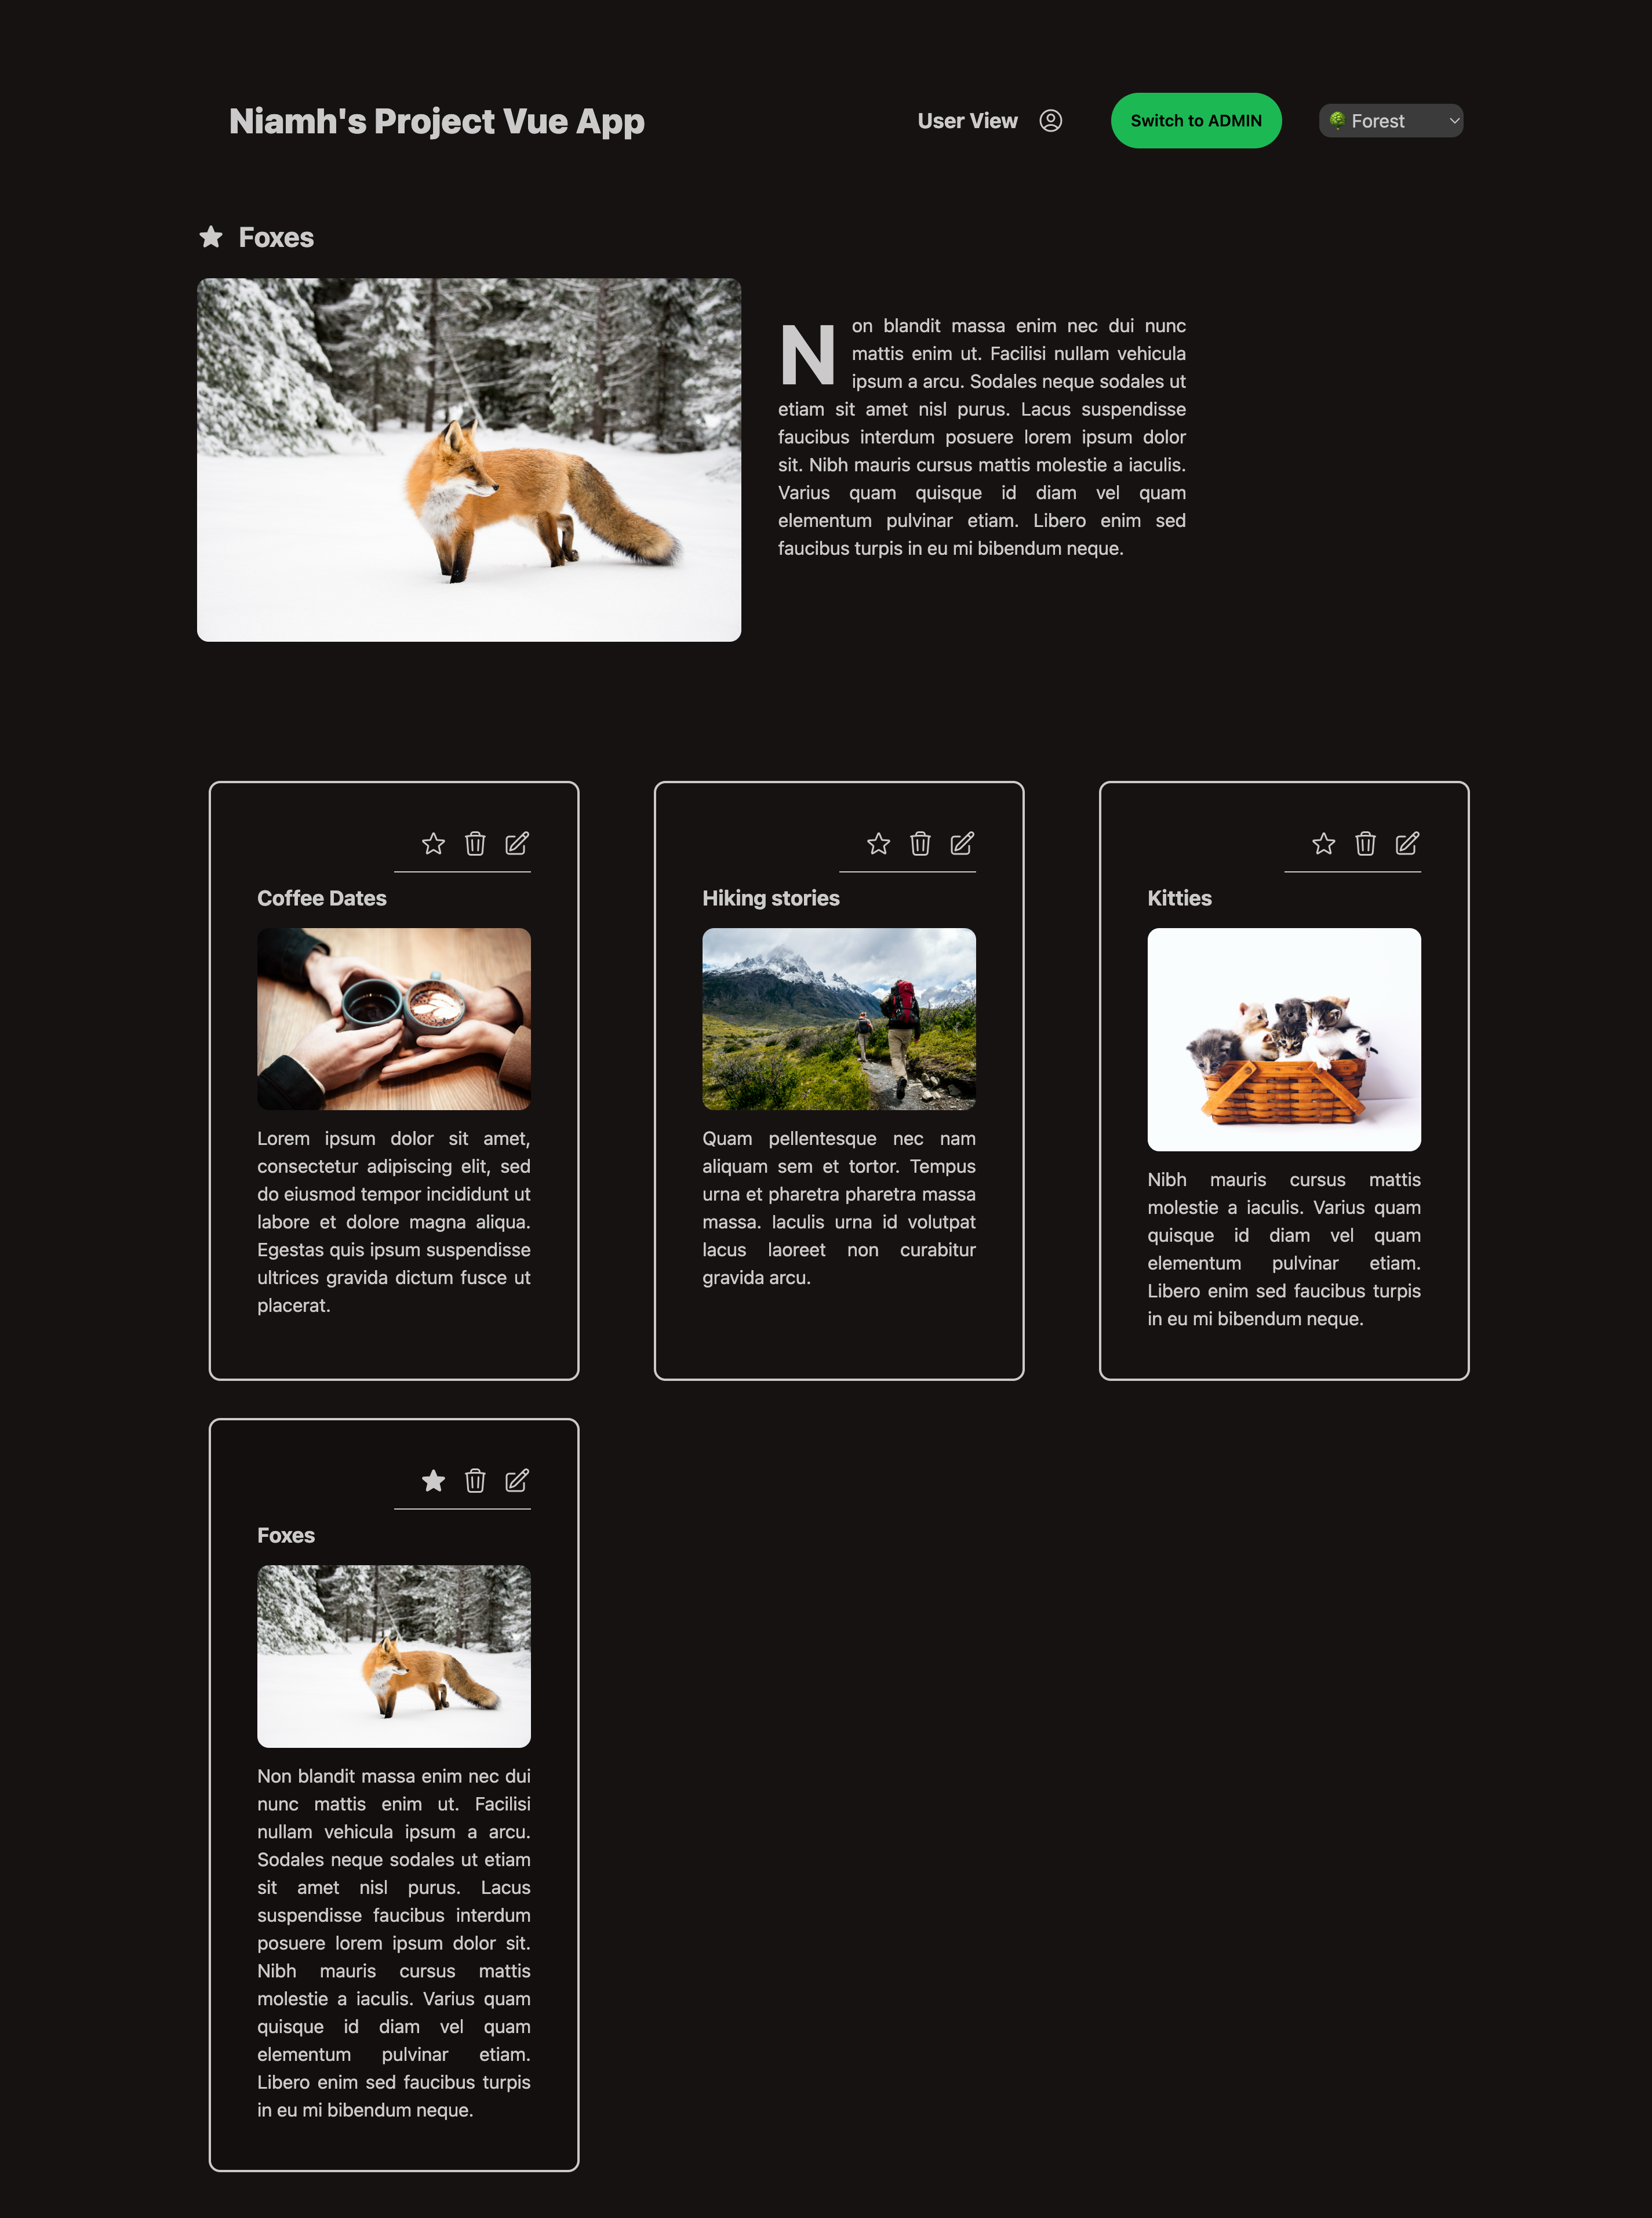 Niamh's Project Vue App
User View
Switch to ADMIN
Forest
Foxes
Non blandit massa enim nec dui nunc
mattis enim ut. Facilisi nullam vehicula
ipsum a arcu. Sodales neque sodales ut
etiam sit amet nisl purus. Lacus suspendisse
faucibus interdum posuere lorem ipsum dolor
sit. Nibh mauris cursus mattis molestie a iaculis.
Varius quam quisque id diam vel quam
elementum pulvinar etiam. Libero enim sed
faucibus turpis in eu mi bibendum neque.
Coffee Dates
Lorem ipsum dolor sit amet,
consectetur adipiscing elit, sed
do eiusmod tempor incididunt ut
labore et dolore magna aliqua.
Egestas quis ipsum suspendisse
ultrices gravida dictum fusce ut
placerat.
Hiking stories
Quam pellentesque nec nam
aliquam sem et tortor. Tempus
urna et pharetra pharetra massa
massa. Iaculis urna id volutpat
lacus laoreet non curabitur
gravida arcu.
Kitties
Nibh mauris cursus mattis
molestie a iaculis. Varius quam
quisque id diam vel quam
elementum pulvinar etiam.
Libero enim sed faucibus turpis
in eu mi bibendum neque.
Foxes
Non blandit massa enim nec dui
nunc mattis enim ut. Facilisi
nullam vehicula ipsum a arcu.
Sodales neque sodales ut etiam
sit amet nisl purus. Lacus
suspendisse faucibus interdum
posuere lorem ipsum dolor sit.
Nibh mauris cursus mattis
molestie a iaculis. Varius quam
quisque id diam vel quam
elementum pulvinar etiam.
Libero enim sed faucibus turpis
in eu mi bibendum neque.